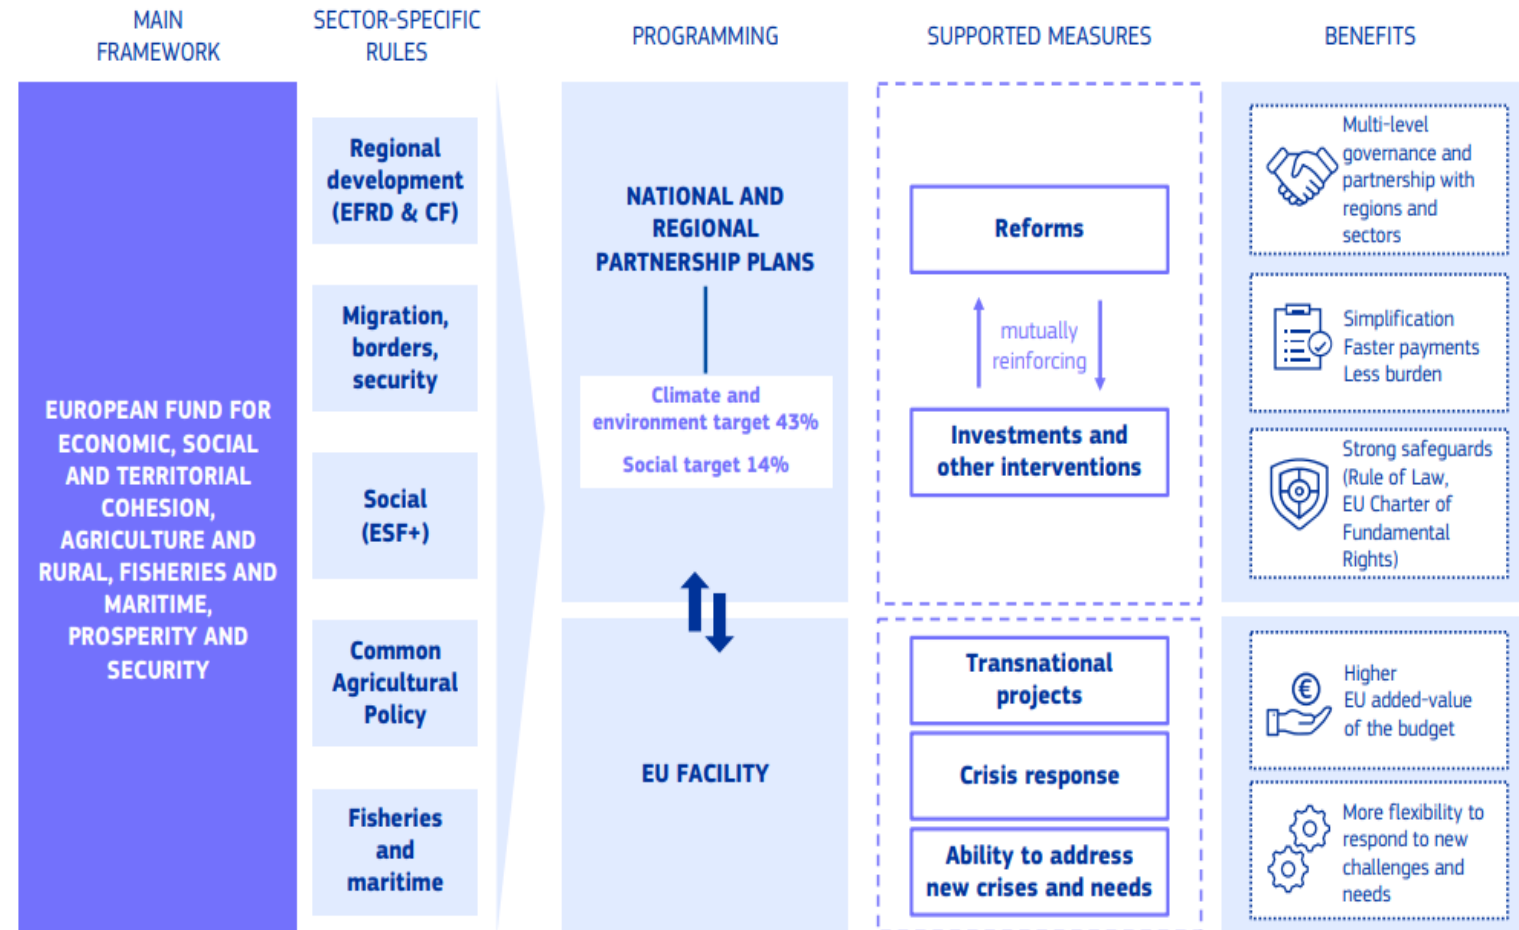 MAIN
FRAMEWORK
SECTOR-SPECIFIC
RULES
PROGRAMMING
SUPPORTED MEASURES
BENEFITS
EUROPEAN FUND FOR
ECONOMIC, SOCIAL
AND TERRITORIAL
COHESION,
AGRICULTURE AND
RURAL, FISHERIES AND
MARITIME,
PROSPERITY AND
SECURITY
Regional
development
(EFRD & CF)
Migration,
borders,
security
Social
(ESF+)
Common
Agricultural
Policy
Fisheries
and
maritime
NATIONAL AND
REGIONAL
PARTNERSHIP PLANS
Climate and
environment target 43%
Social target 14%
EU FACILITY
Reforms
mutually
reinforcing
Investments and
other interventions
Transnational
projects
Crisis response
Ability to address
new crises and needs
Multi-level
governance and
partnership with
regions and
sectors
Simplification
Faster payments
Less burden
Strong safeguards
(Rule of Law,
EU Charter of
Fundamental
Rights)
€
Higher
EU added-value
of the budget
More flexibility to
respond to new
challenges and
needs